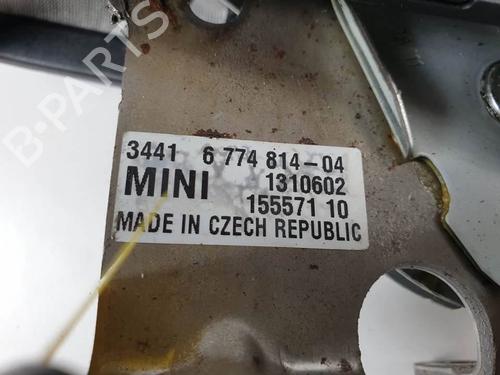 B-PARTS
3441 6 774 814-04
MINI 1310602
155571 10
MADE IN CZECH REPUBLIC